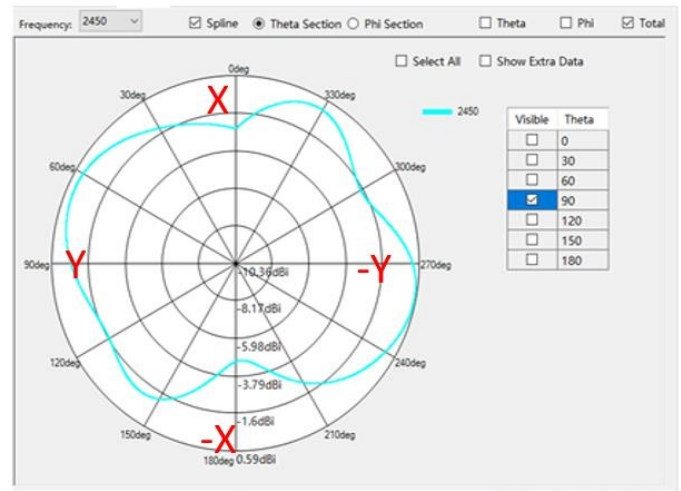 Frequency: 2450 Spline Theta Section Phi Section Theta Phi Total
Select All Show Extra Data
0deg
30deg X 330deg
2450
Visible Theta
0
30
60deg 300deg
60
90
120
150
180
90deg Y -Y 270deg
-10.36dBi
-8.17dBi
-5.98dBi
120deg 240deg
-3.79dBi
-1.6dBi
150deg -X 210deg
180deg 0.59dBi